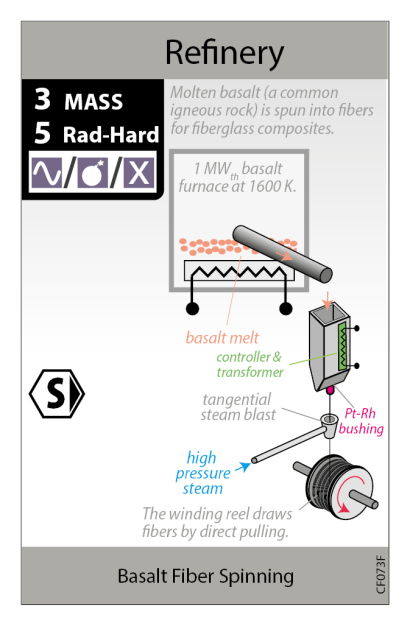 Refinery
3 MASS
5 Rad-Hard
/ / X
Molten basalt (a common
igneous rock) is spun into fibers
for fiberglass composites.
1 MWth basalt
furnace at 1600 K.
basalt melt
controller &
transformer
S
tangential
steam blast
Pt-Rh
bushing
high
pressure
steam
The winding reel draws
fibers by direct pulling.
Basalt Fiber Spinning
CF073F